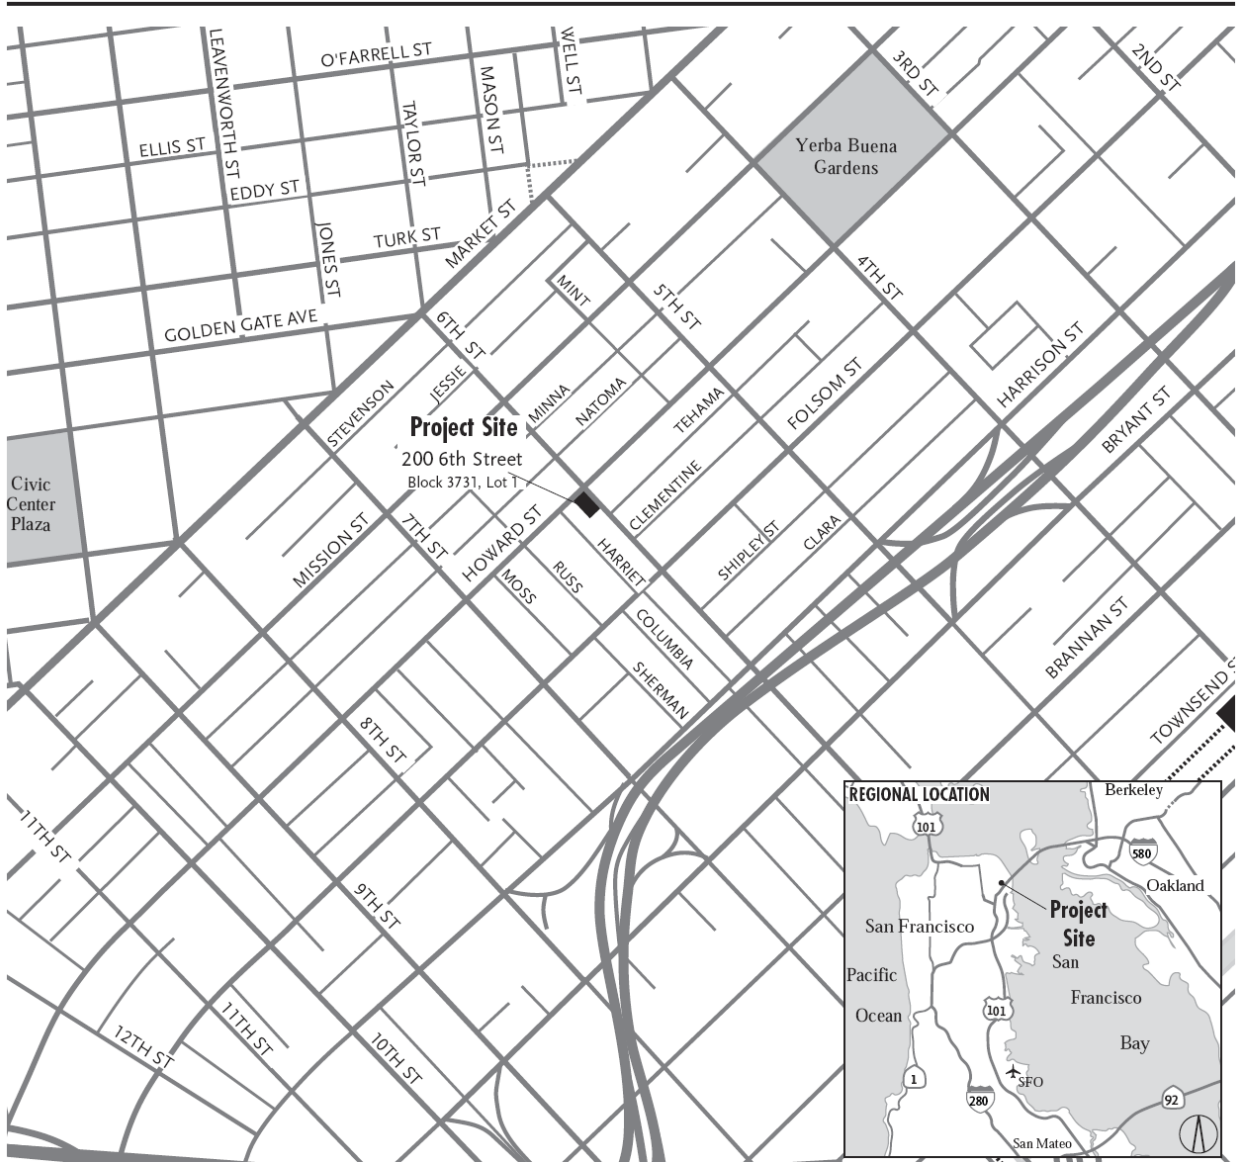 O'FARRELL ST
LEAVENWORTH ST
WELL ST
MASON ST
TAYLOR ST
ELLIS ST
EDDY ST
JONES ST
TURK ST
MARKET ST
GOLDEN GATE AVE
3RD ST
2ND ST
Yerba Buena
Gardens
4TH ST
5TH ST
6TH ST
MINT
JESSIE
STEVENSON
MINNA
NATOMA
TEHAMA
FOLSOM ST
HARRISON ST
BRYANT ST
Project Site
200 6th Street
Block 3731, Lot 1
Civic
Center
Plaza
MISSION ST
7TH ST
HOWARD ST
MOSS
RUSS
HARRIET
CLEMENTINE
SHIPLEY ST
CLARA
COLUMBIA
SHERMAN
BRANNAN ST
TOWNSEND S
8TH ST
9TH ST
10TH ST
11TH ST
11TH ST
12TH ST
REGIONAL LOCATION
Berkeley
101
580
Oakland
Project
Site
San Francisco
San
Francisco
Bay
Pacific
Ocean
101
1
SFO
280
92
San Mateo